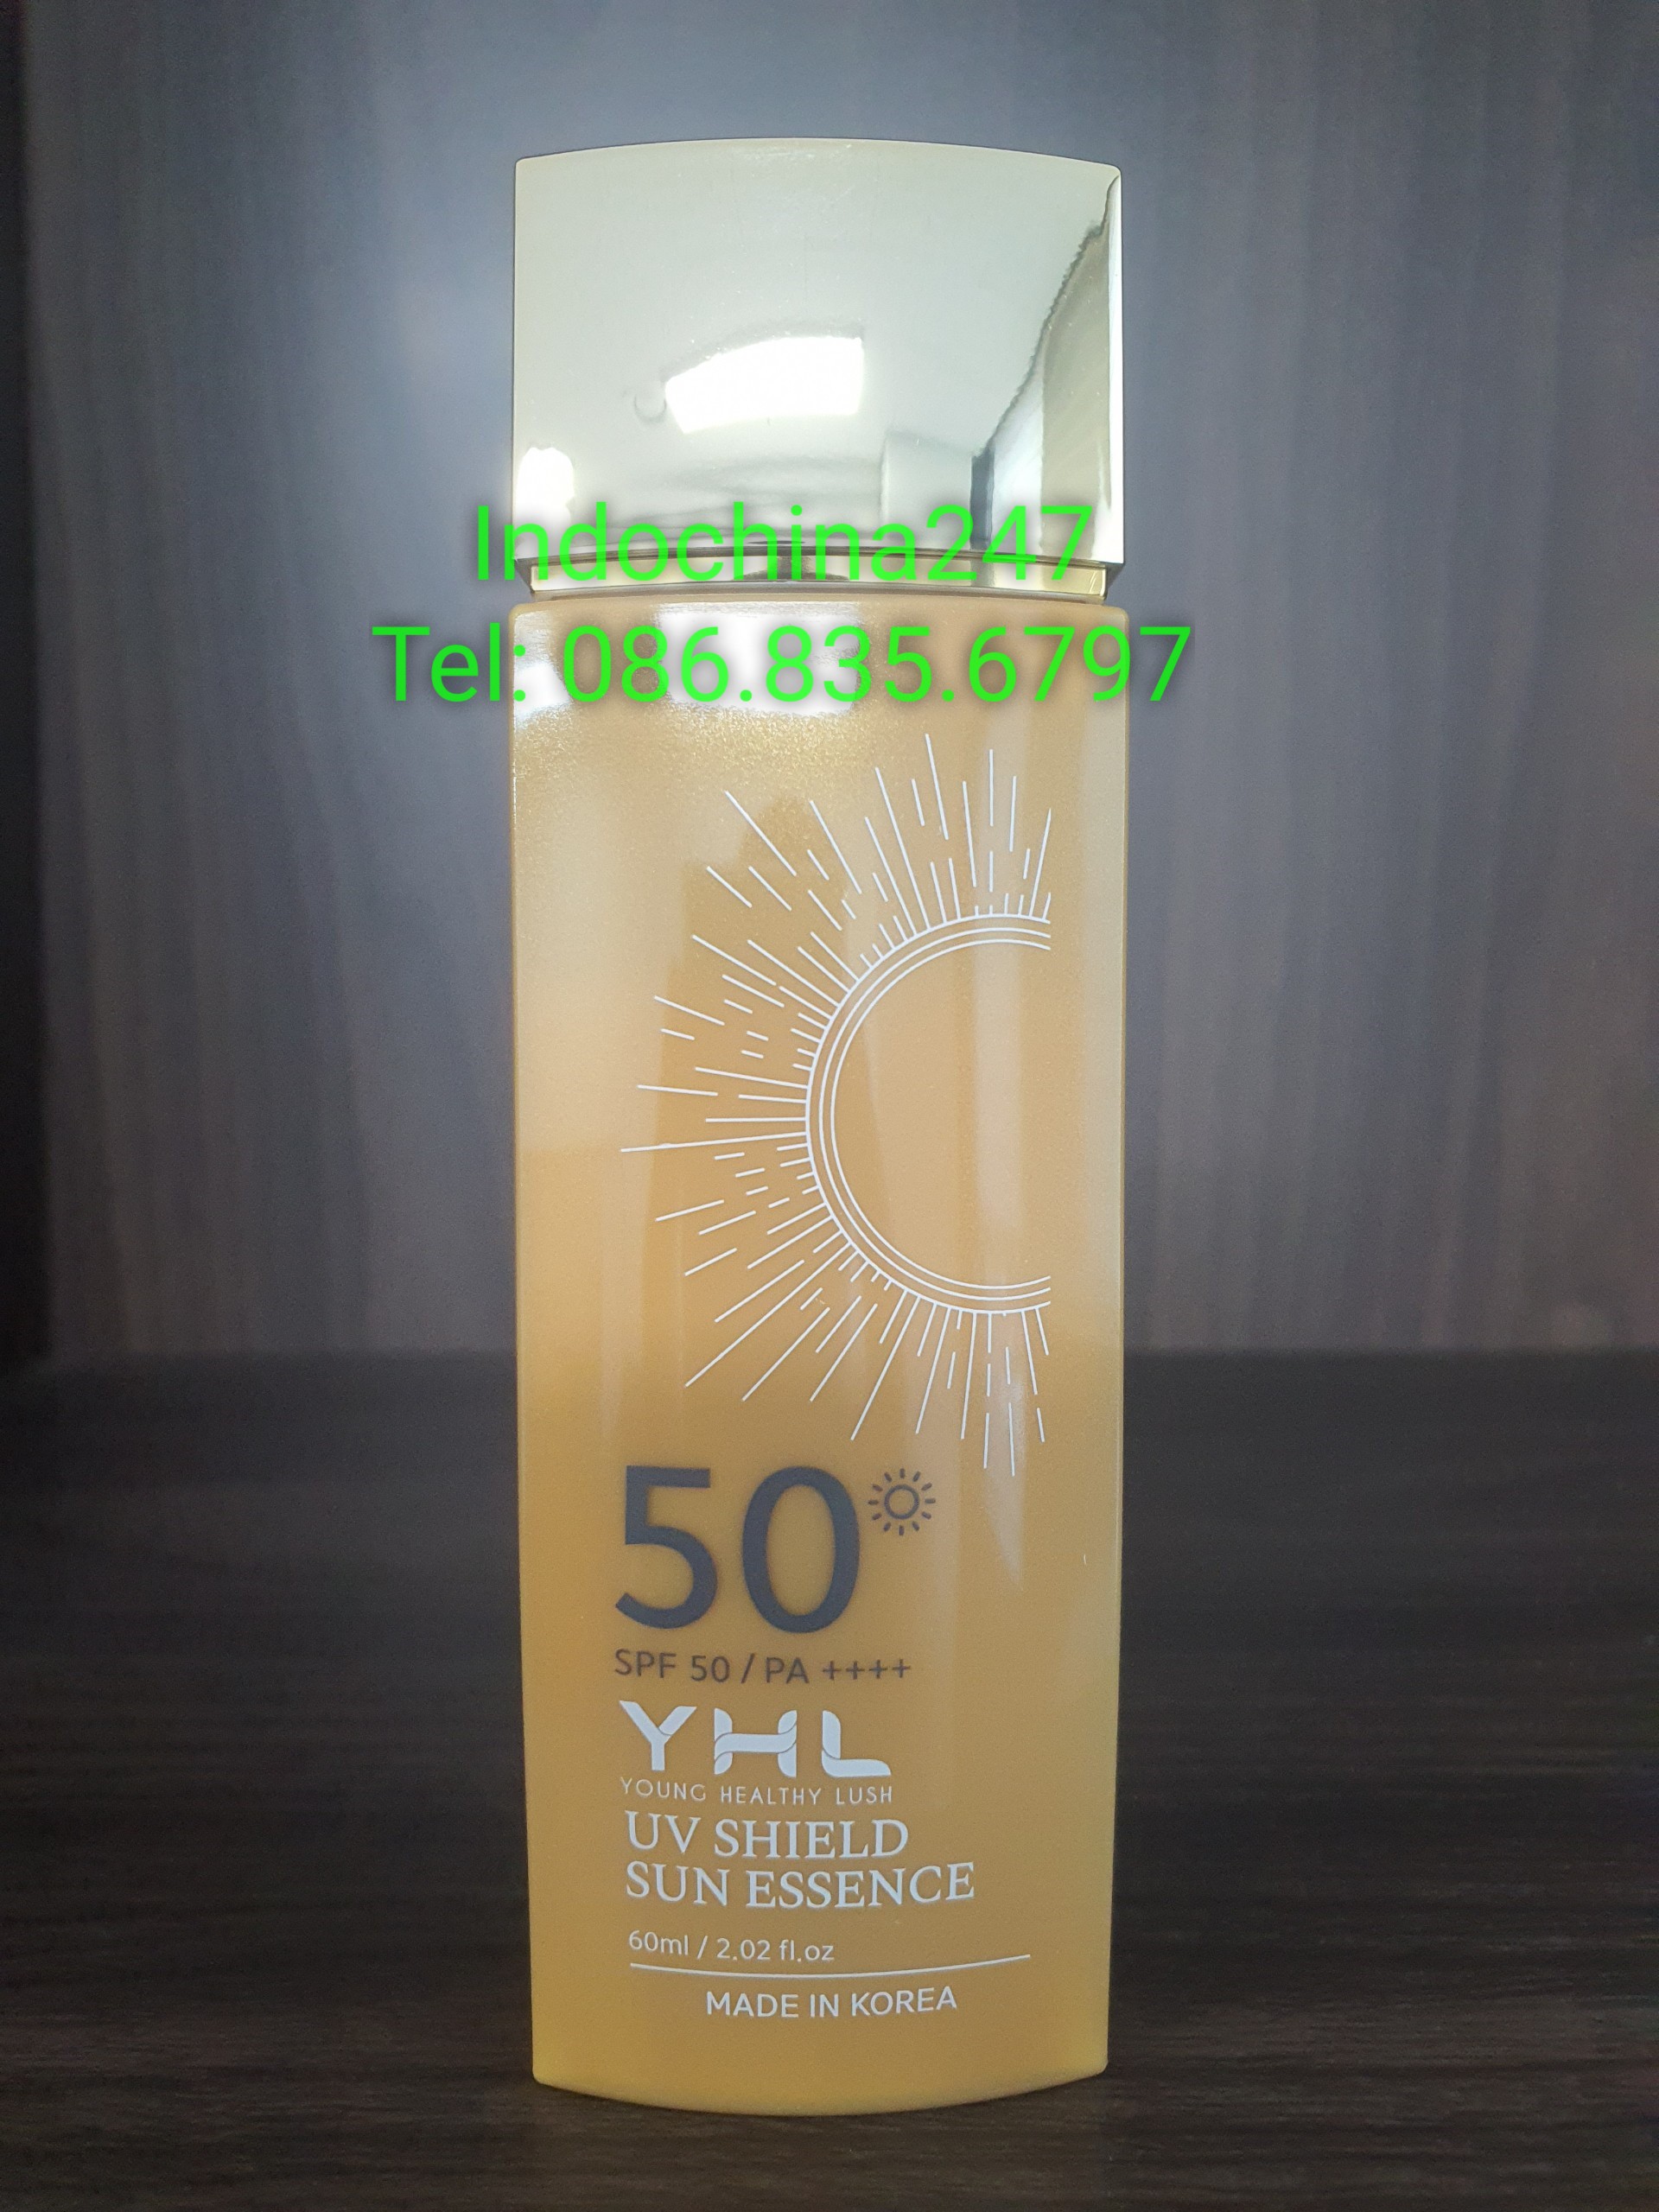 Indochina247
Tel: 086.835.6797
50
SPF 50 / PA ++++
YHL
YOUNG HEALTHY LUSH
UV SHIELD
SUN ESSENCE
60ml / 2.02 fl.oz
MADE IN KOREA